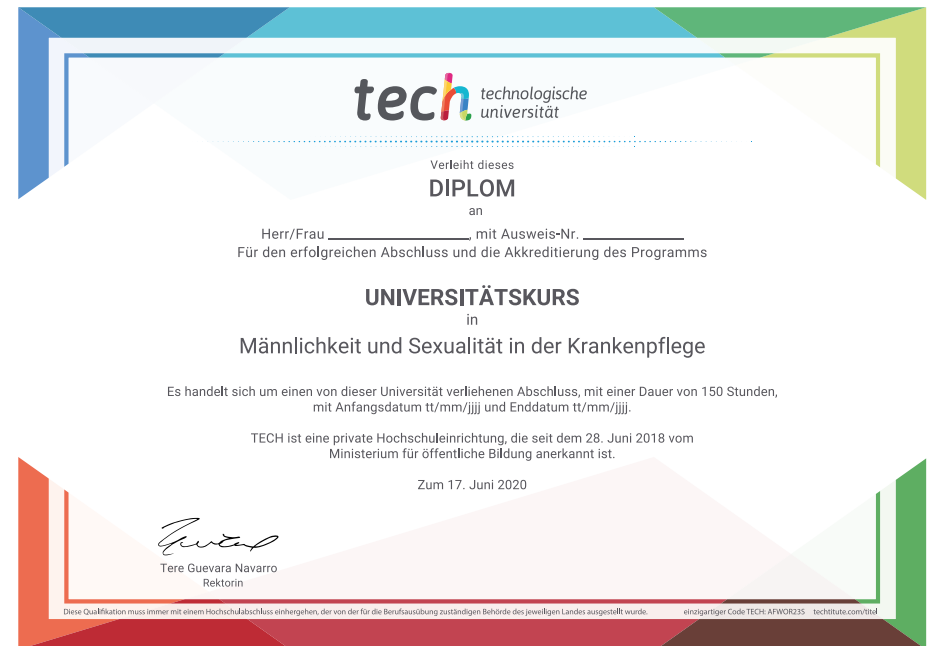 tech technologische
universität
Verleiht dieses
DIPLOM
an
Herr/Frau ____________, mit Ausweis-Nr. ____________
Für den erfolgreichen Abschluss und die Akkreditierung des Programms
UNIVERSITÄTSKURS
in
Männlichkeit und Sexualität in der Krankenpflege
Es handelt sich um einen von dieser Universität verliehenen Abschluss, mit einer Dauer von 150 Stunden,
mit Anfangsdatum tt/mm/jjjj und Enddatum tt/mm/jjjj.
TECH ist eine private Hochschuleinrichtung, die seit dem 28. Juni 2018 vom
Ministerium für öffentliche Bildung anerkannt ist.
Zum 17. Juni 2020
Tere Guevara Navarro
Rektorin
Diese Qualifikation muss immer mit einem Hochschulabschluss einhergehen, der von der für die Berufsausübung zuständigen Behörde des jeweiligen Landes ausgestellt wurde. einzigartiger Code TECH: AFWOR235 techtitute.com/titel